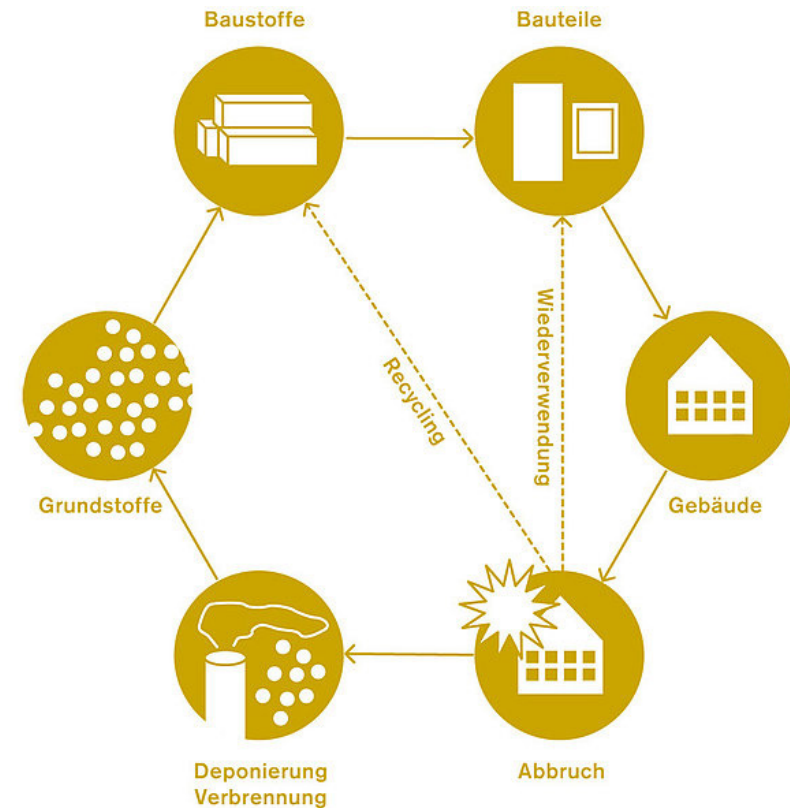 Baustoffe
Bauteile
Recycling
Wiederverwendung
Grundstoffe
Gebäude
Deponierung
Verbrennung
Abbruch